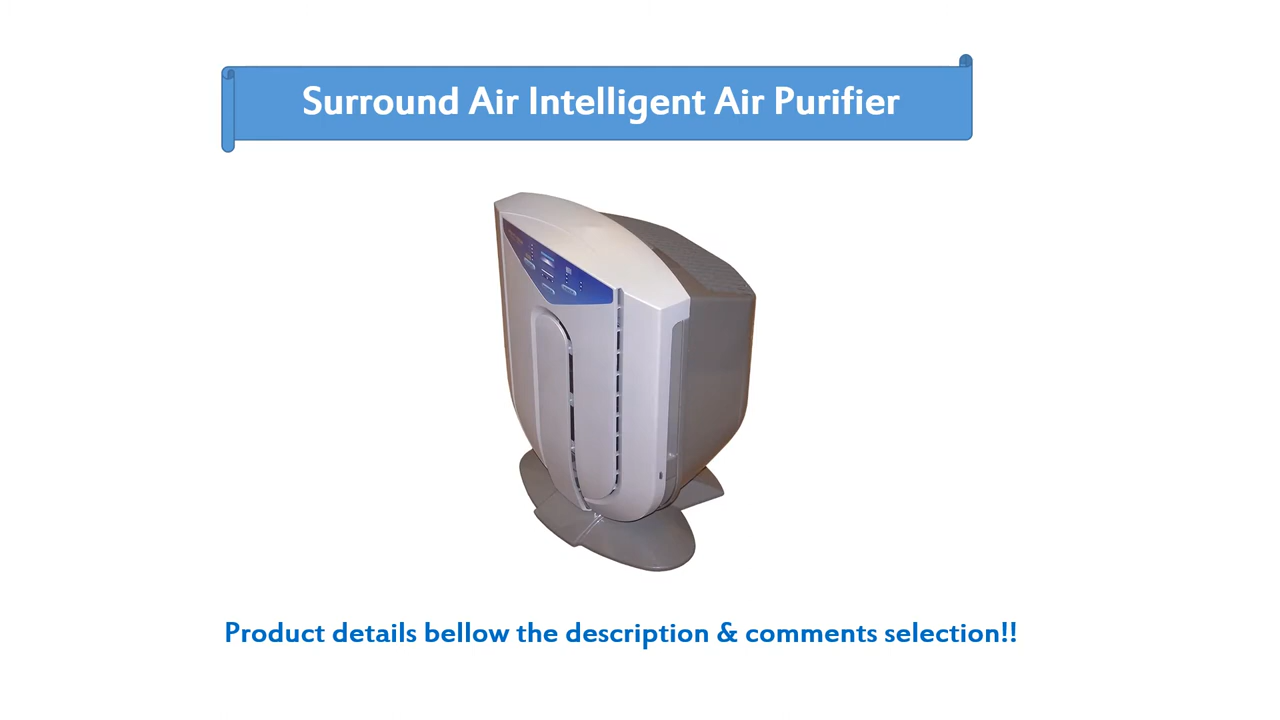 Surround Air Intelligent Air Purifier
Product details bellow the description & comments selection!!